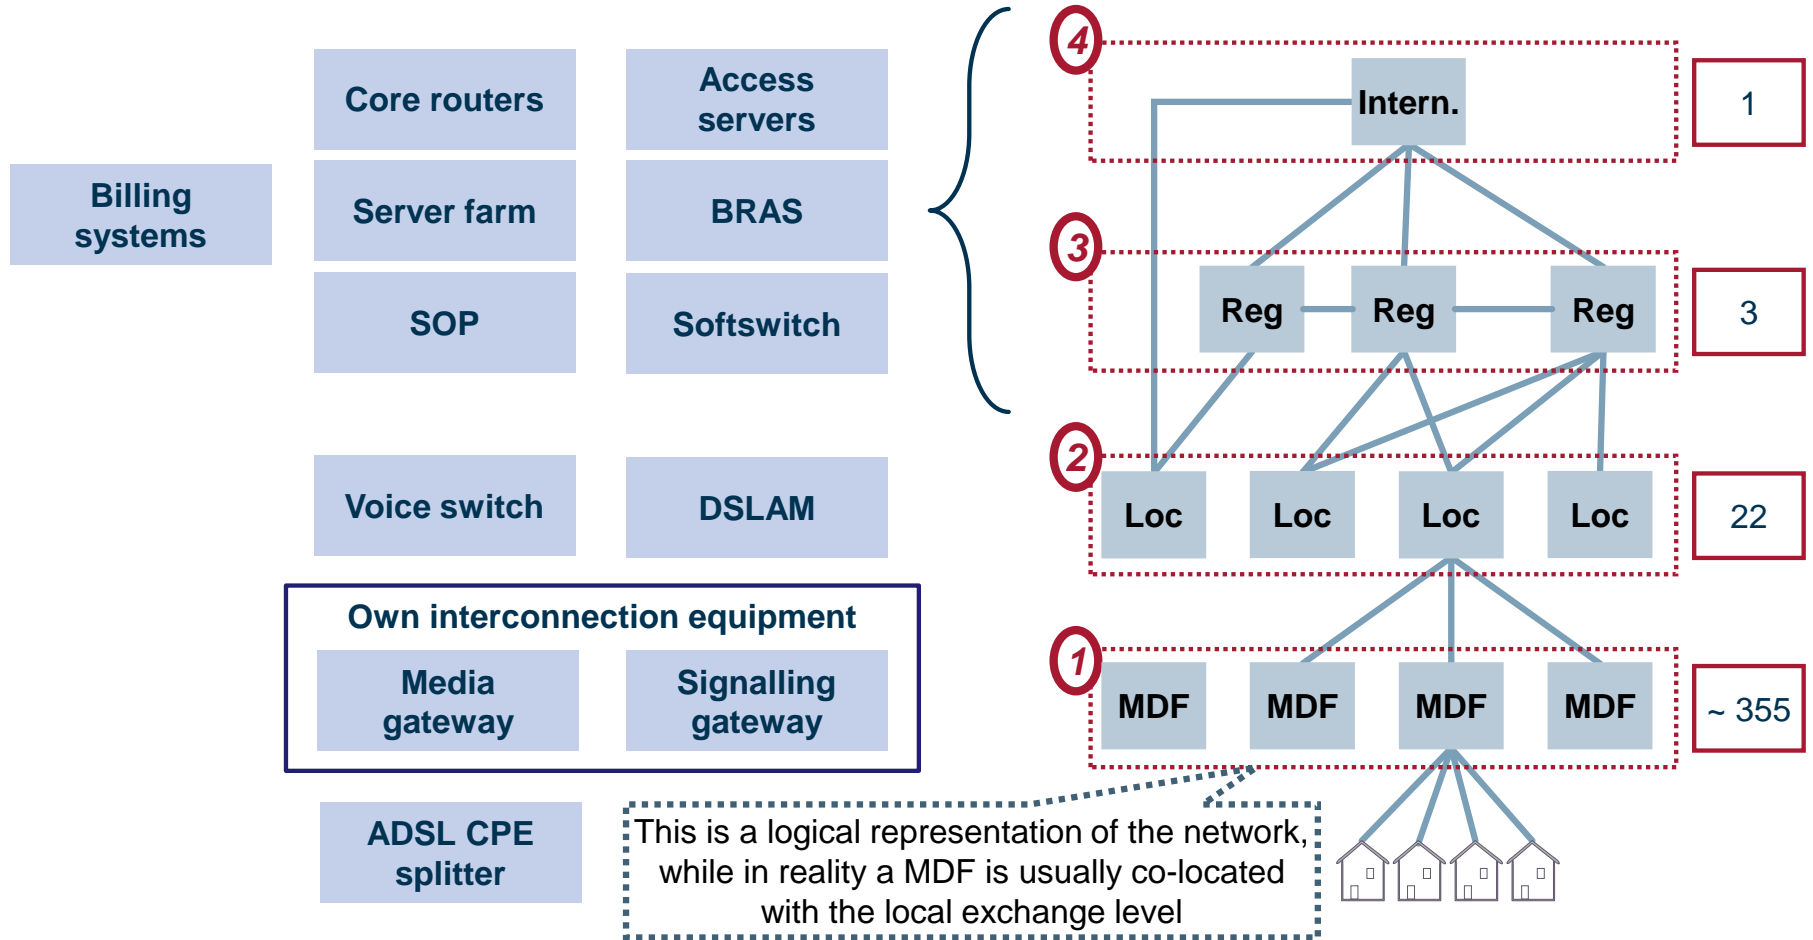 4
Core routers
Access
servers
Intern.
1
Billing
systems
Server farm
BRAS
3
SOP
Softswitch
Reg
Reg
Reg
3
2
Voice switch
DSLAM
Loc
Loc
Loc
Loc
22
Own interconnection equipment
Media
gateway
Signalling
gateway
1
MDF
MDF
MDF
MDF
~ 355
ADSL CPE
splitter
This is a logical representation of the network,
while in reality a MDF is usually co-located
with the local exchange level